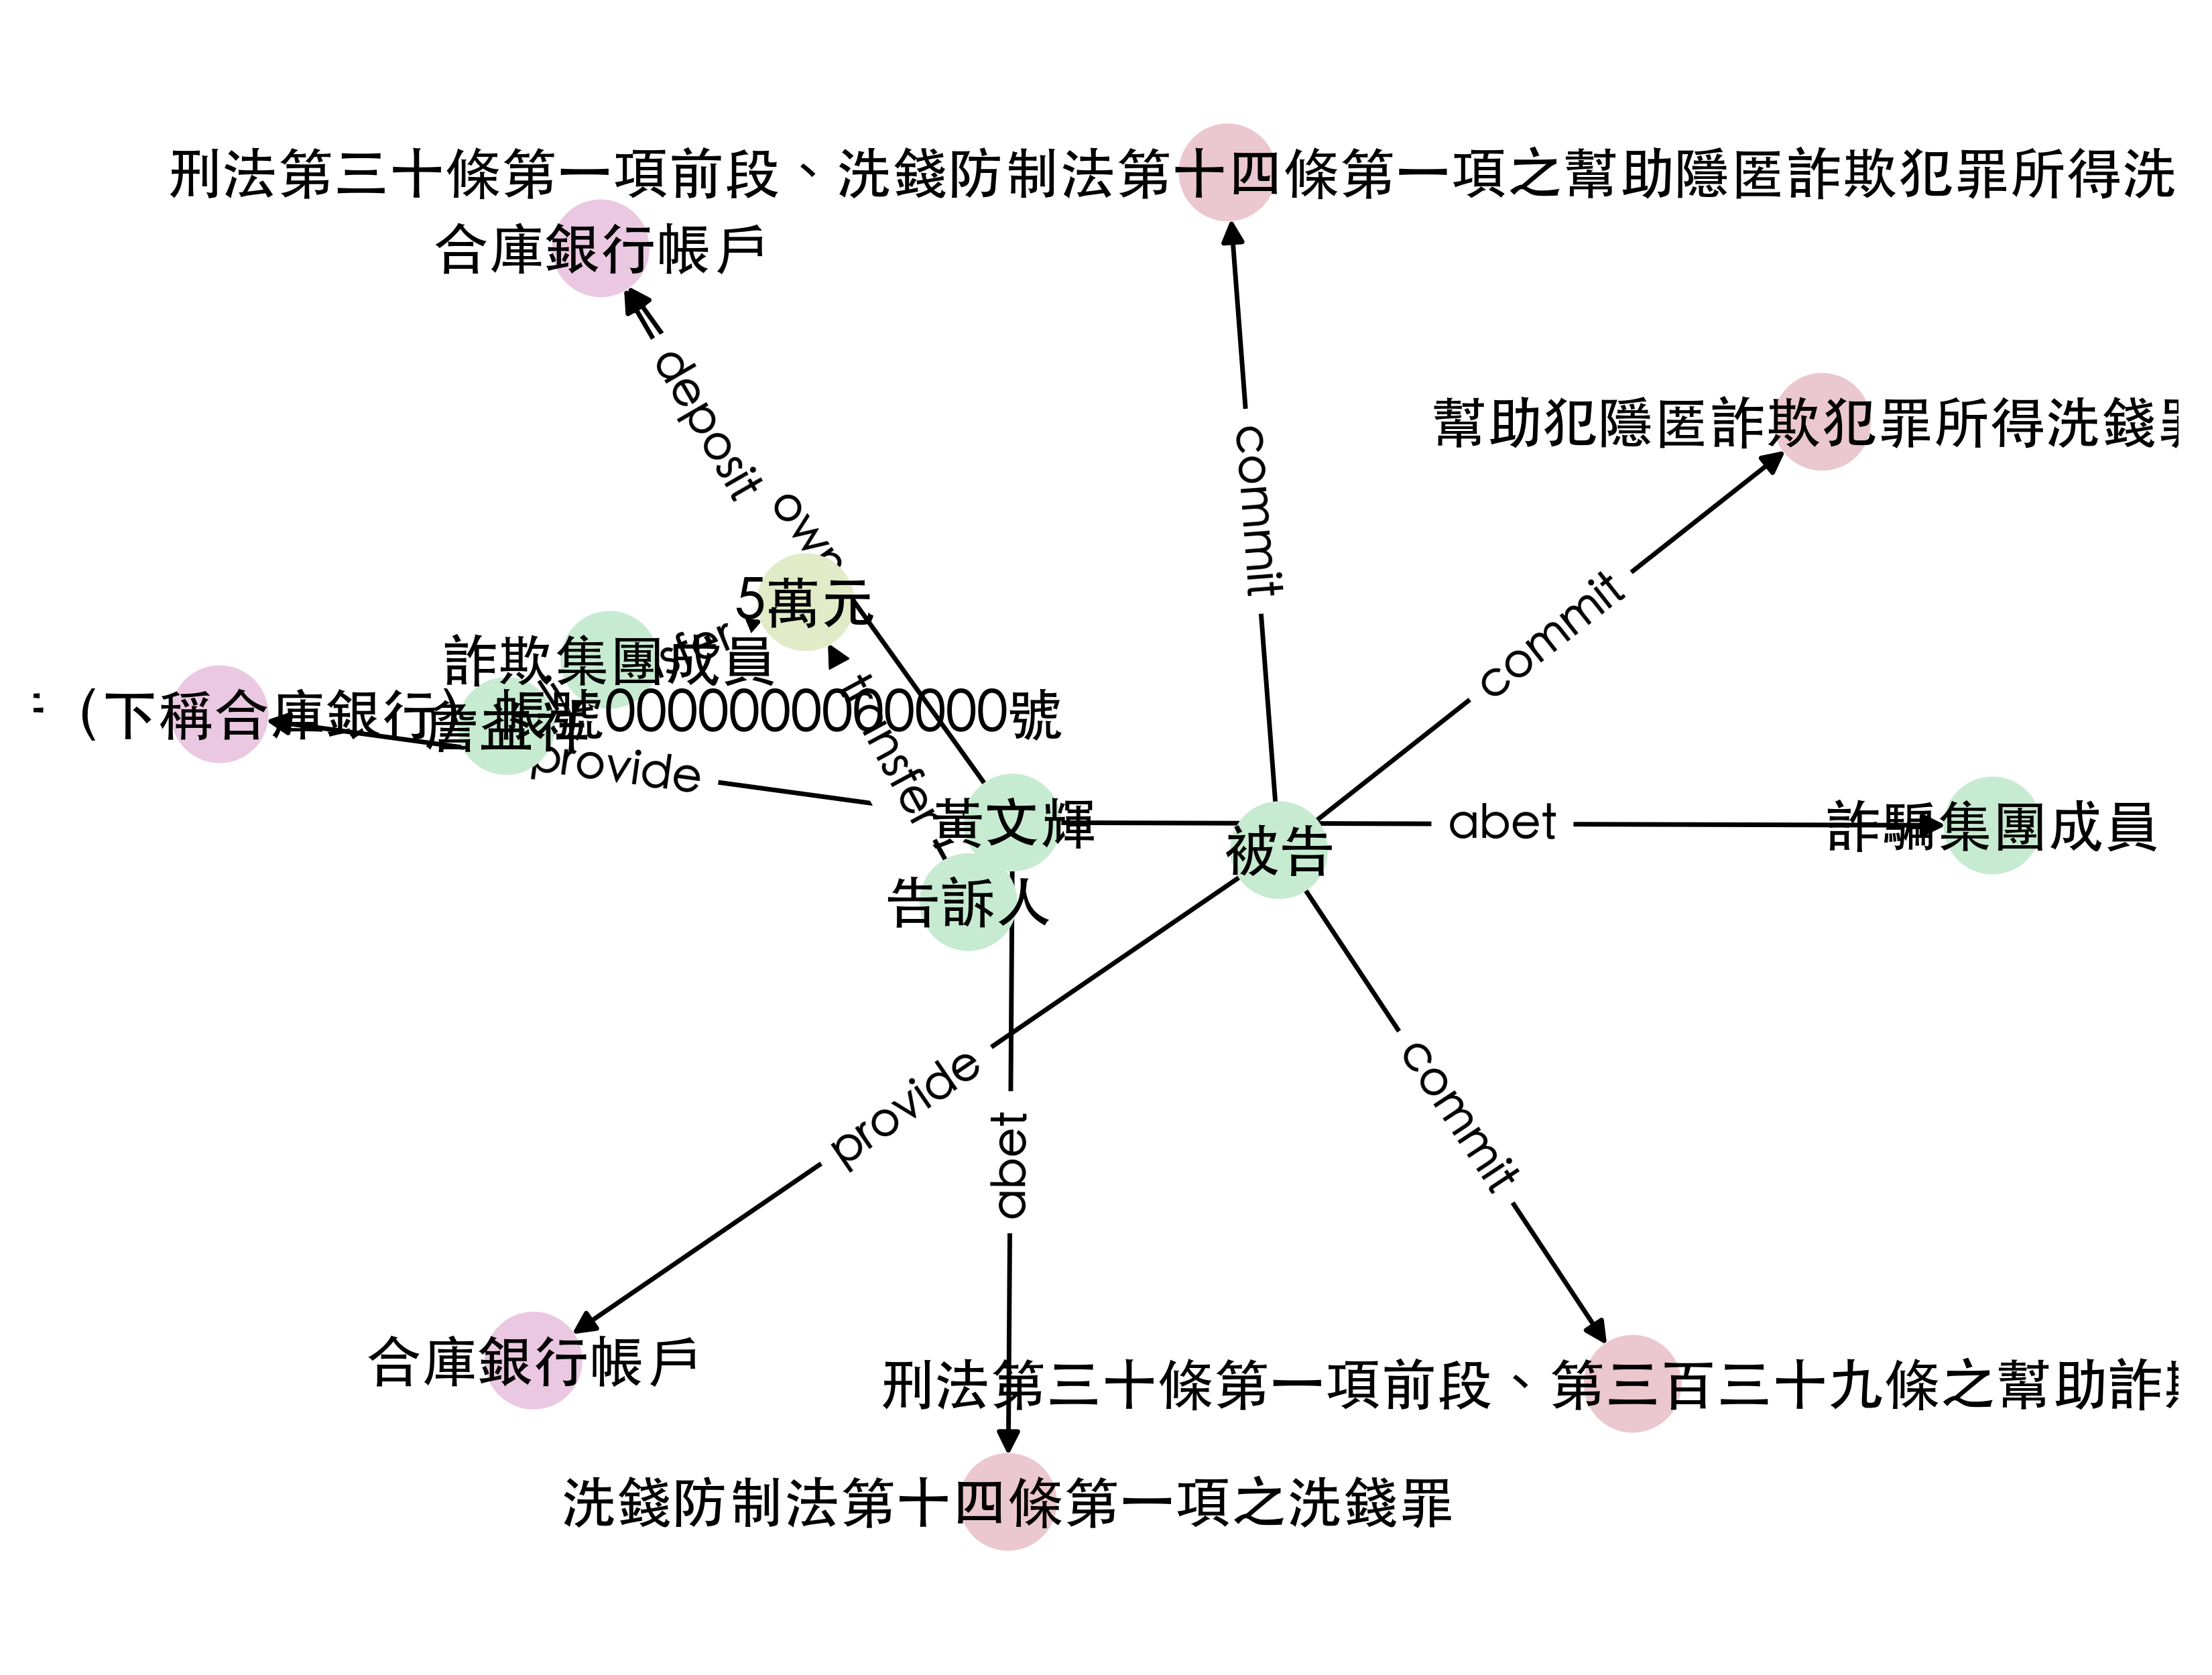 刑法第三十條第一項前段、洗錢防制法第十四條第一項之幫助隱匿詐欺犯罪所得洗
合庫銀行帳戶
幫助犯隱匿詐欺犯罪所得洗錢
commit
deposit
own
commit
5萬元
詐欺集團成員
sfer
（下稱合庫銀行）帳號0000000000000號
transfer
provide
黃文輝
abet
詐騙集團成員
被告
告訴人
provide
commit
abet
合庫銀行帳戶
刑法第三十條第一項前段、第三百三十九條之幫助詐
洗錢防制法第十四條第一項之洗錢罪